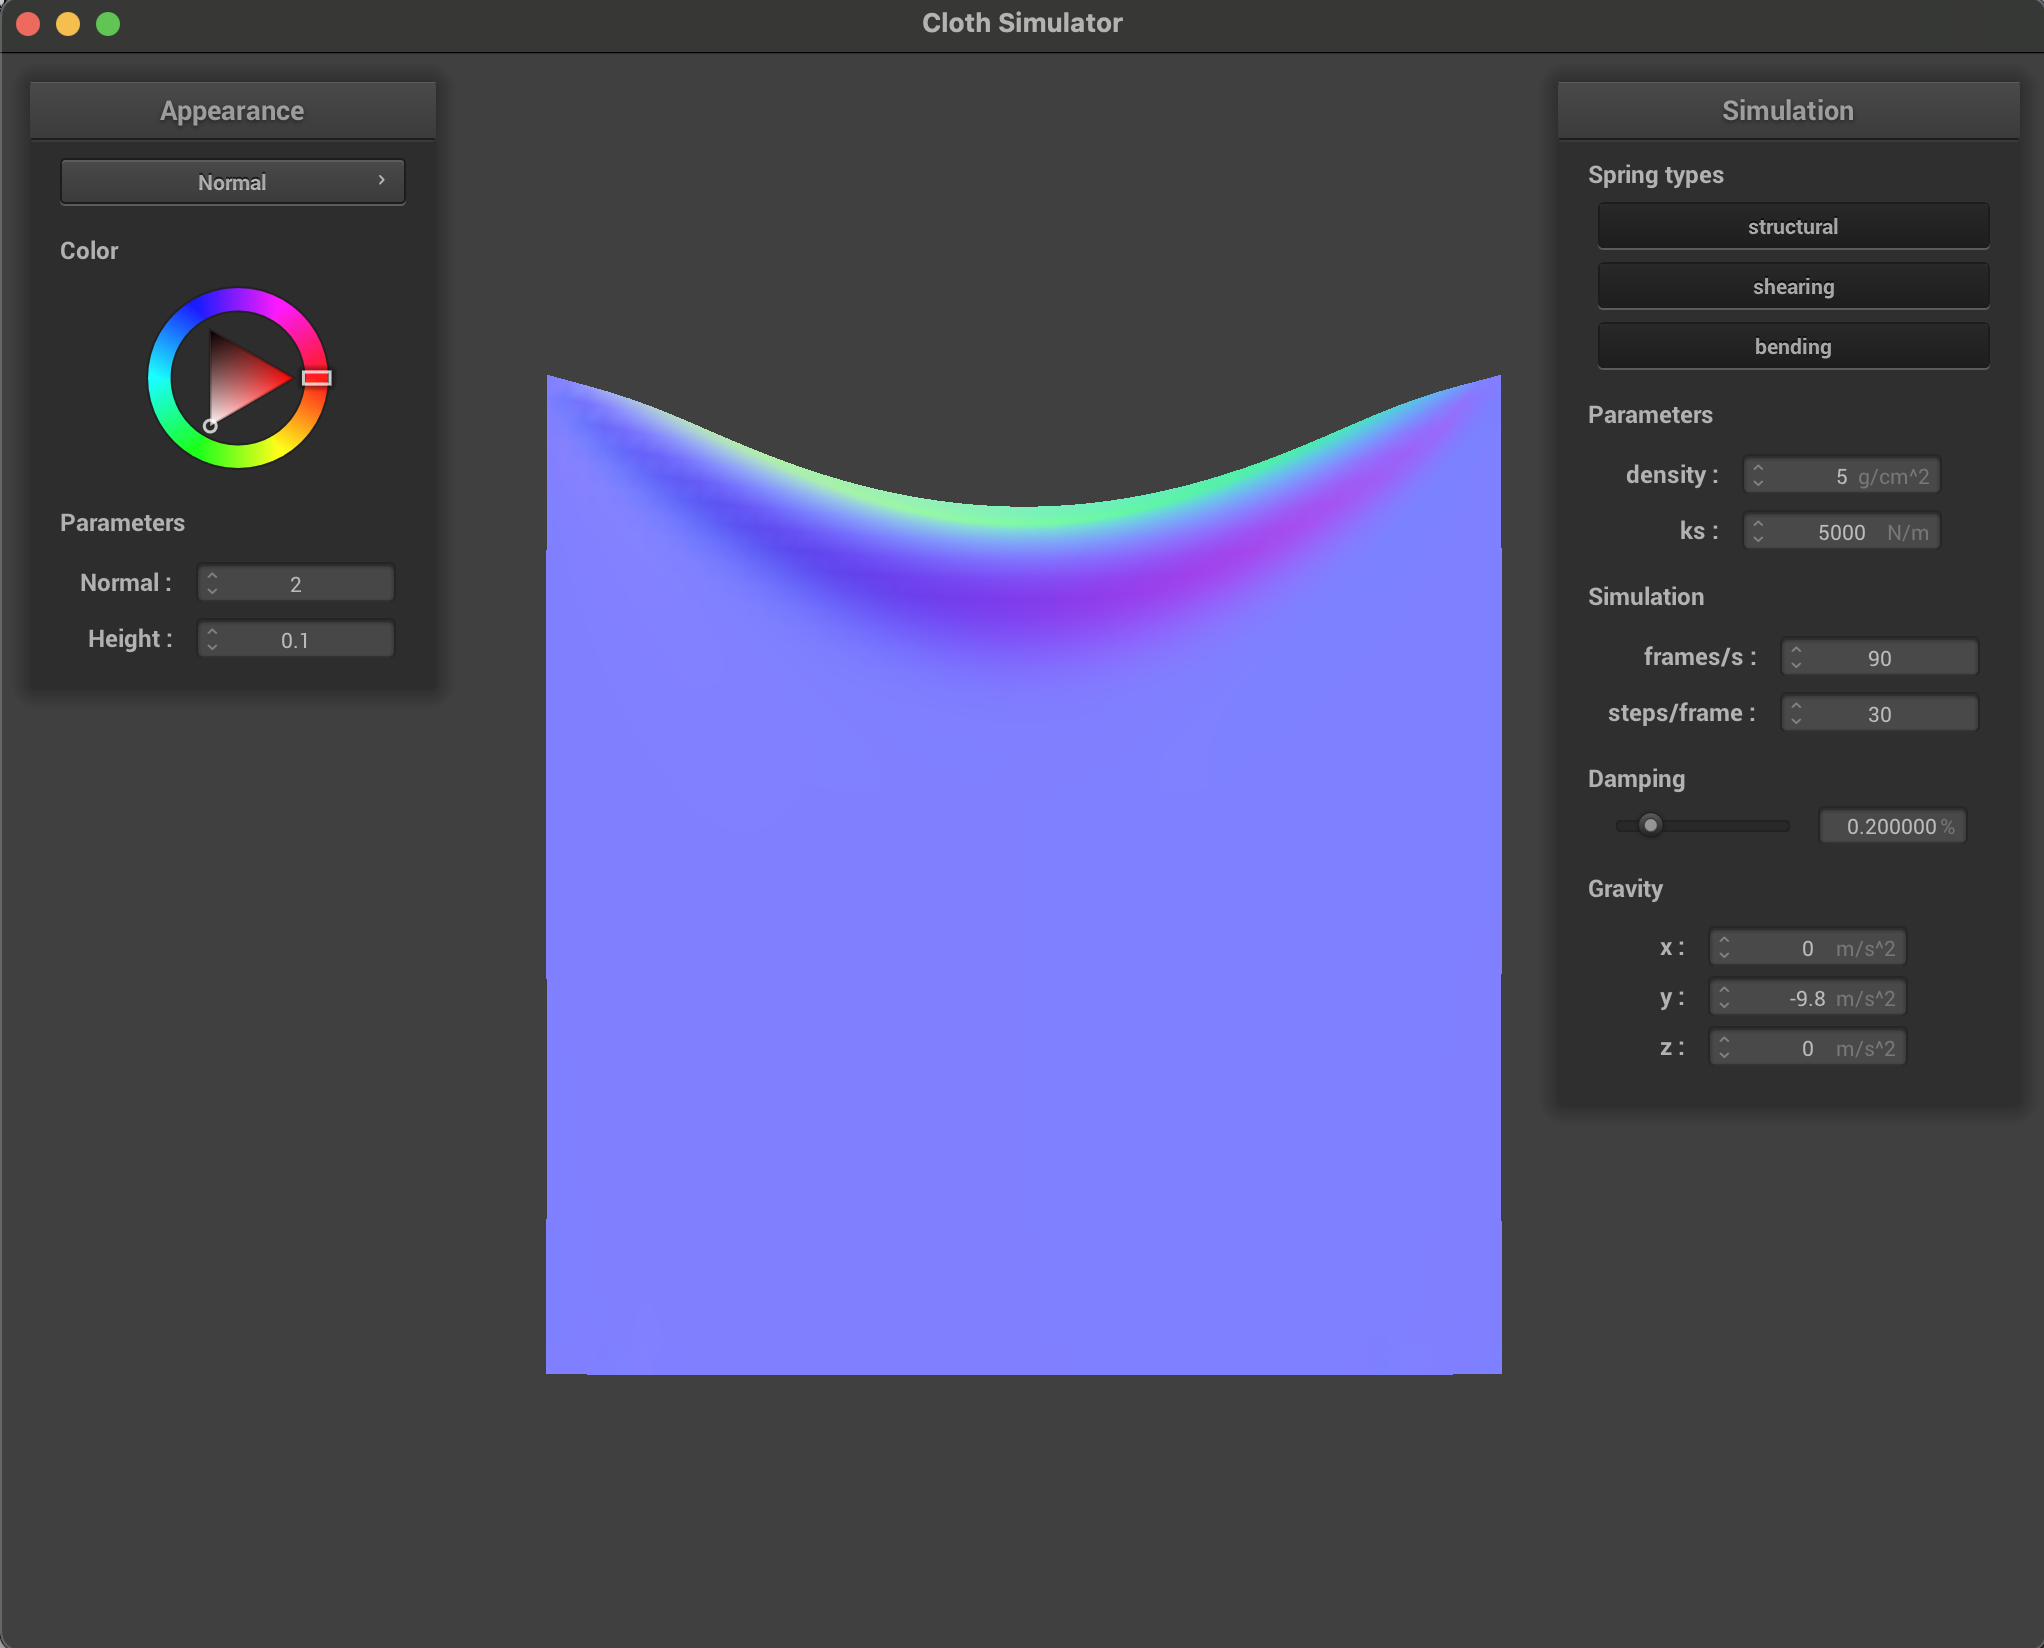 Cloth Simulator
Appearance
Normal
Color
Parameters
Normal : 2
Height : 0.1
Simulation
Spring types
structural
shearing
bending
Parameters
density : 5 g/cm^2
ks : 5000 N/m
Simulation
frames/s : 90
steps/frame : 30
Damping
0.200000 %
Gravity
x : 0 m/s^2
y : -9.8 m/s^2
z : 0 m/s^2